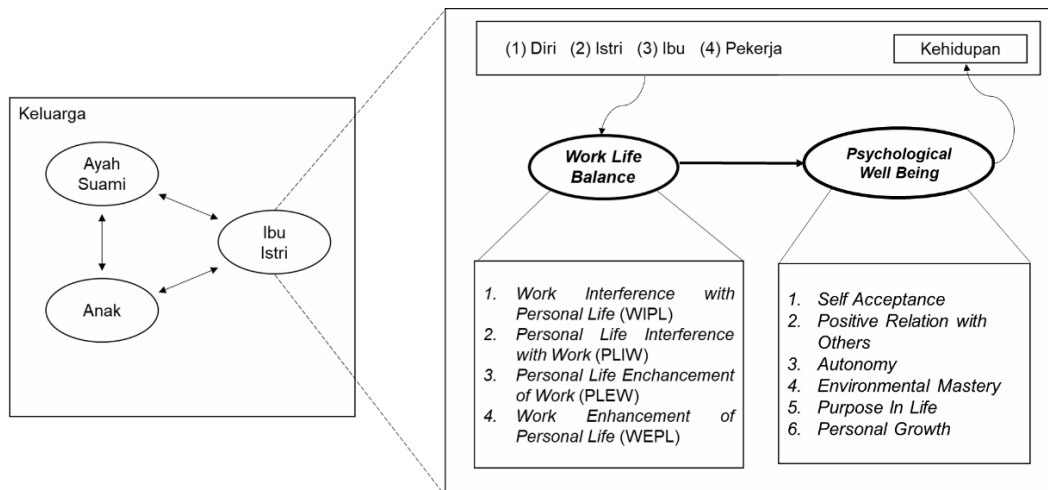 Keluarga
Ayah
Suami
Ibu
Istri
Anak
(1) Diri (2) Istri (3) Ibu (4) Pekerja
Kehidupan
Work Life
Balance
Psychological
Well Being
1. Work Interference with
Personal Life (WIPL)
2. Personal Life Interference
with Work (PLIW)
3. Personal Life Enchancement
of Work (PLEW)
4. Work Enhancement of
Personal Life (WEPL)
1. Self Acceptance
2. Positive Relation with
Others
3. Autonomy
4. Environmental Mastery
5. Purpose In Life
6. Personal Growth